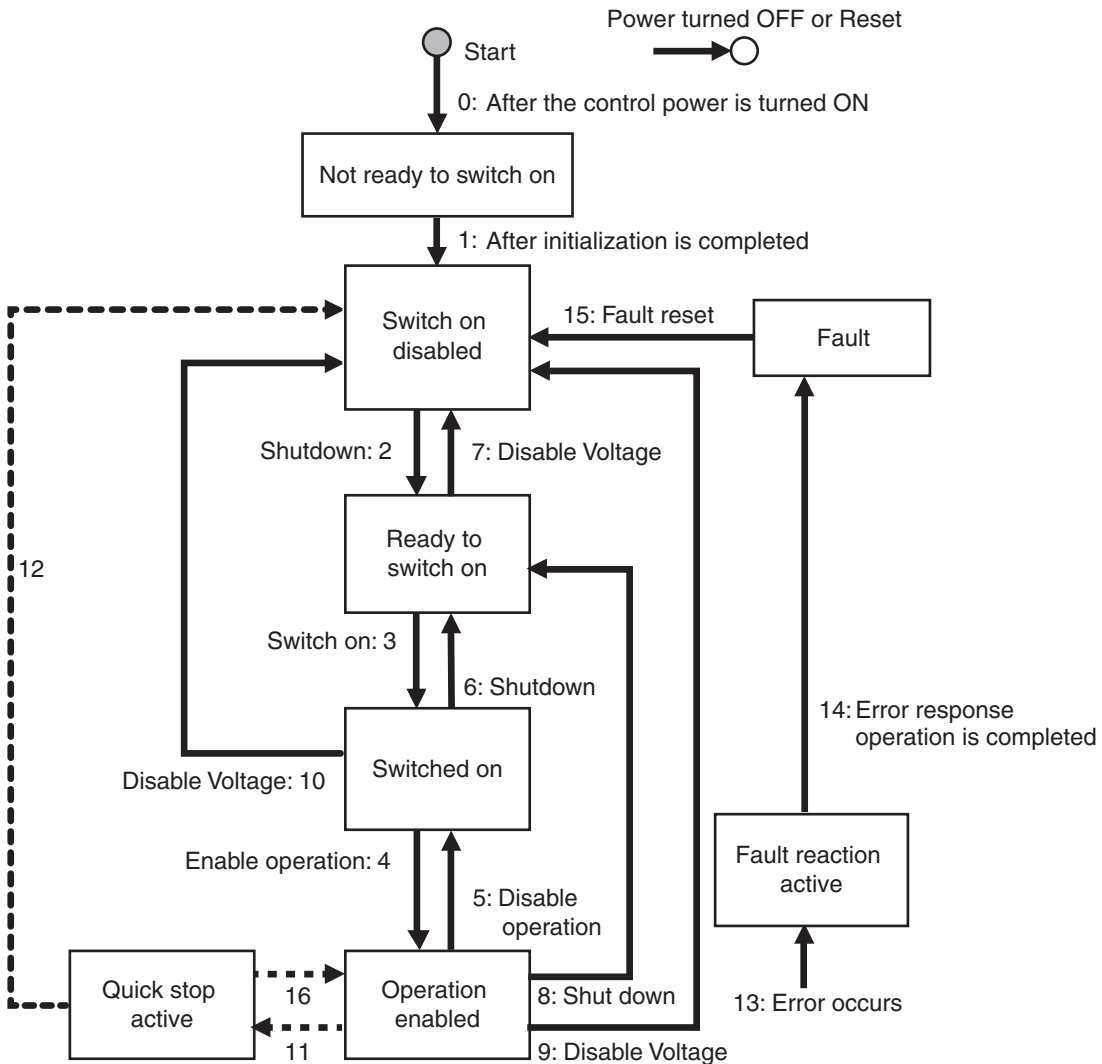 Power turned OFF or Reset
Start
0: After the control power is turned ON
Not ready to switch on
1: After initialization is completed
Switch on
disabled
15: Fault reset
Fault
Shutdown: 2
7: Disable Voltage
Ready to
switch on
12
Switch on: 3
6: Shutdown
14: Error response
operation is completed
Switched on
Disable Voltage: 10
Enable operation: 4
5: Disable
operation
Fault reaction
active
Quick stop
active
16
11
Operation
enabled
8: Shut down
13: Error occurs
9: Disable Voltage